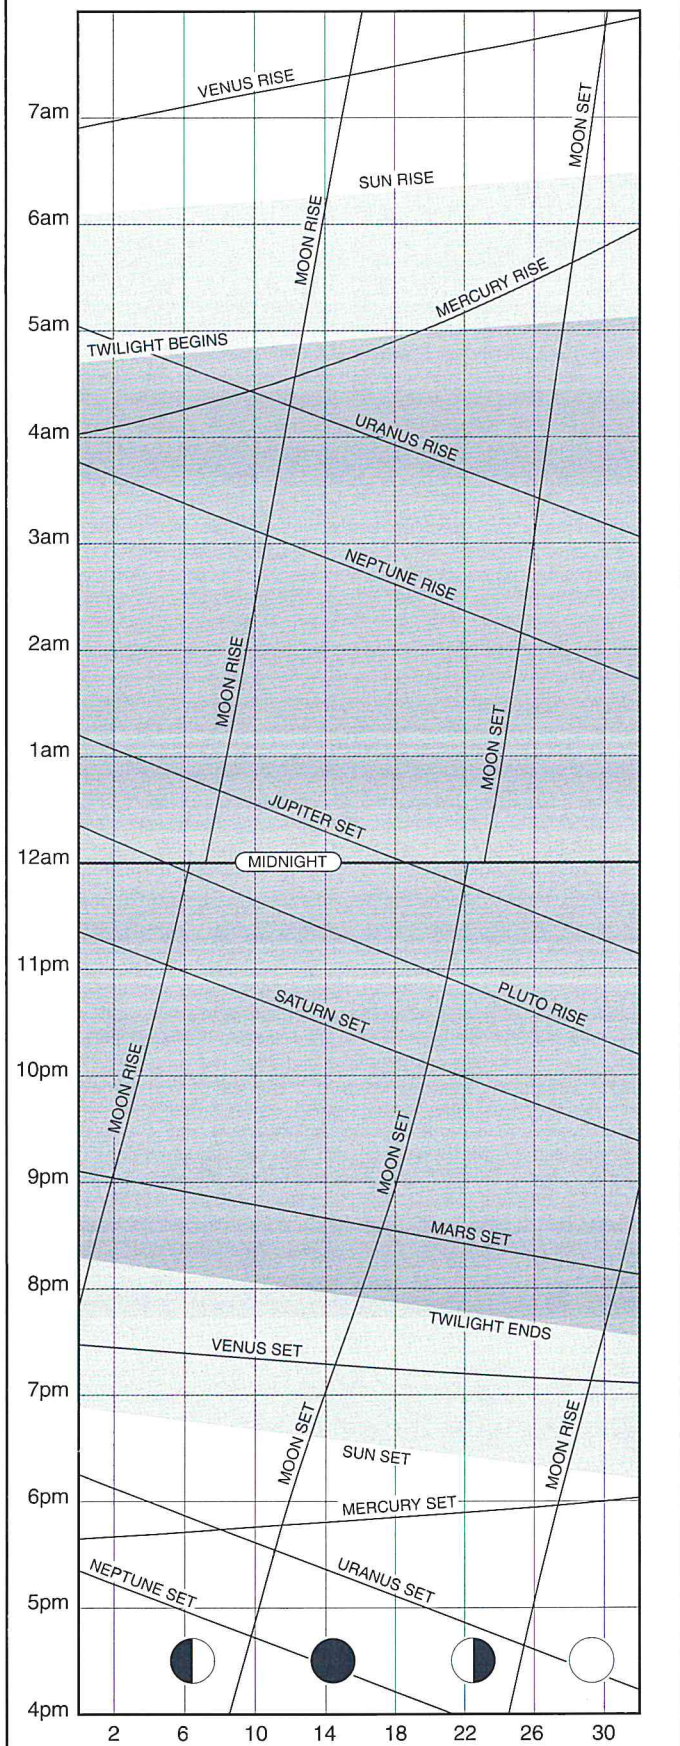 VENUS RISE
MOON SET
7am
SUN RISE
MOON RISE
6am
MERCURY RISE
5am
TWILIGHT BEGINS
URANUS RISE
4am
3am
NEPTUNE RISE
2am
MOON RISE
MOON SET
1am
JUPITER SET
12am
MIDNIGHT
11pm
PLUTO RISE
SATURN SET
10pm
MOON RISE
MOON SET
9pm
MARS SET
8pm
TWILIGHT ENDS
VENUS SET
7pm
MOON SET
MOON RISE
SUN SET
6pm
MERCURY SET
URANUS SET
NEPTUNE SET
5pm
4pm
2 6 10 14 18 22 26 30